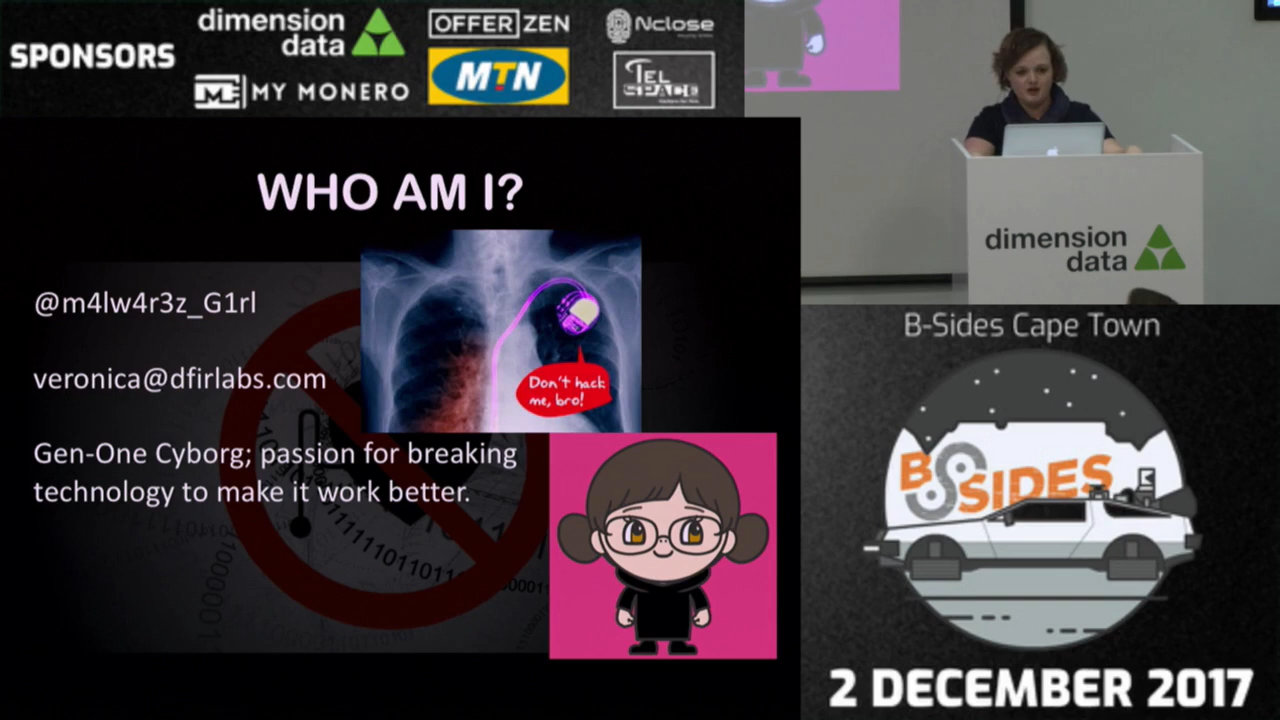 SPONSORS
dimension
data
OFFERZEN
Nclose
MY MONERO
MTN
TEL
SPACE
WHO AM I?
@m4lw4r3z_G1rl
veronica@dfirlabs.com
Don't hack
me, bro!
Gen-One Cyborg; passion for breaking
technology to make it work better.
dimension
data
B-Sides Cape Town
BSIDES
2 DECEMBER 2017